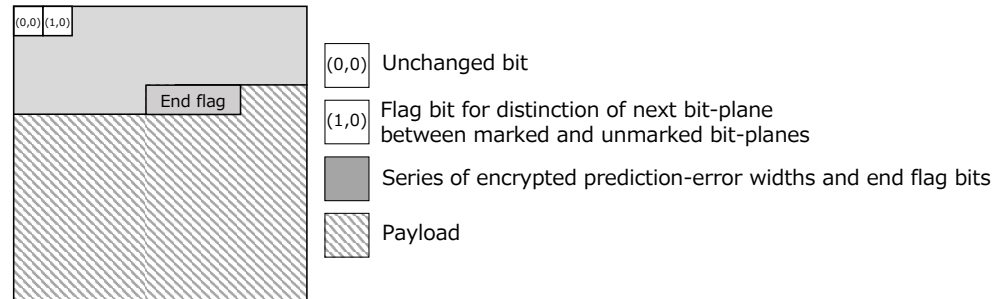 (0,0) (1,0)
End flag
(0,0) Unchanged bit
(1,0) Flag bit for distinction of next bit-plane
between marked and unmarked bit-planes
Series of encrypted prediction-error widths and end flag bits
Payload